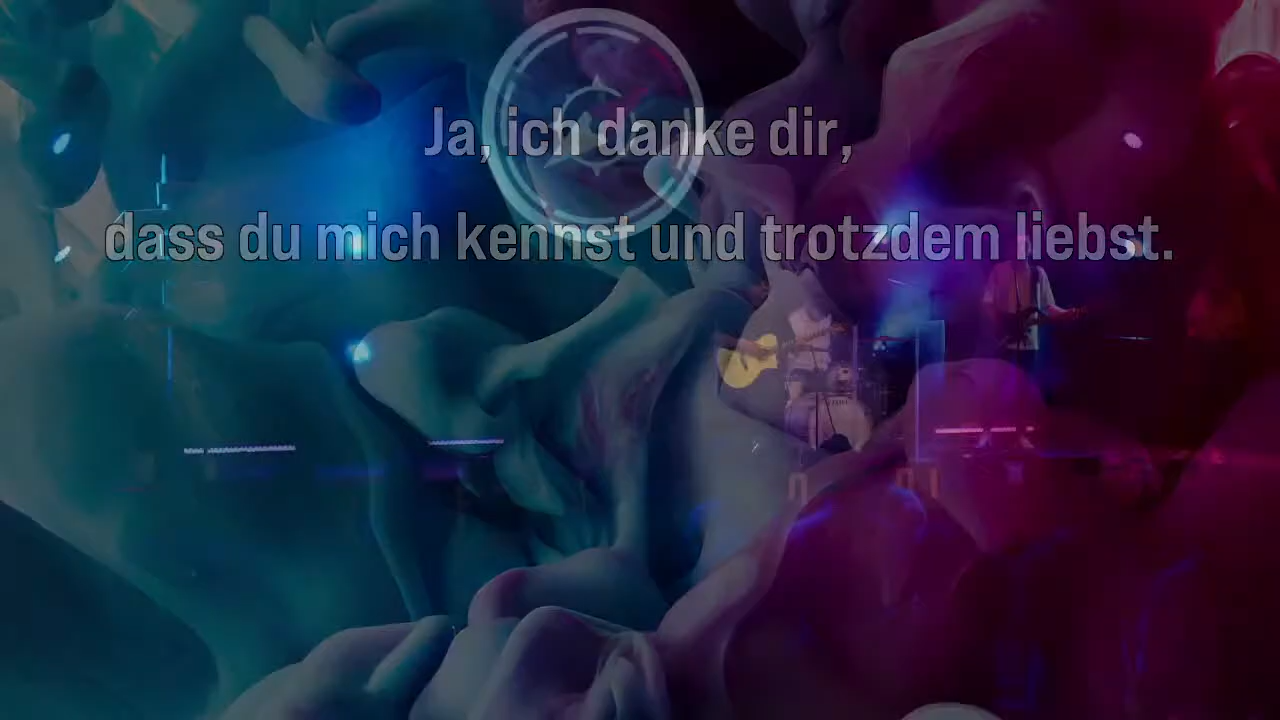 Ja, ich danke dir,
dass du mich kennst und trotzdem liebst.